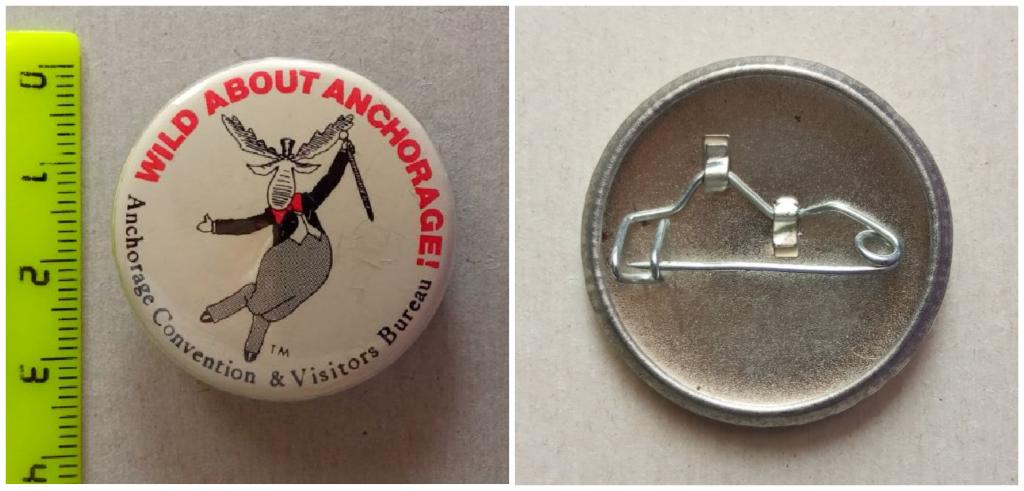 0
1
2
3
4
WILD ABOUT ANCHORAGE!
TM
Anchorage Convention & Visitors Bureau